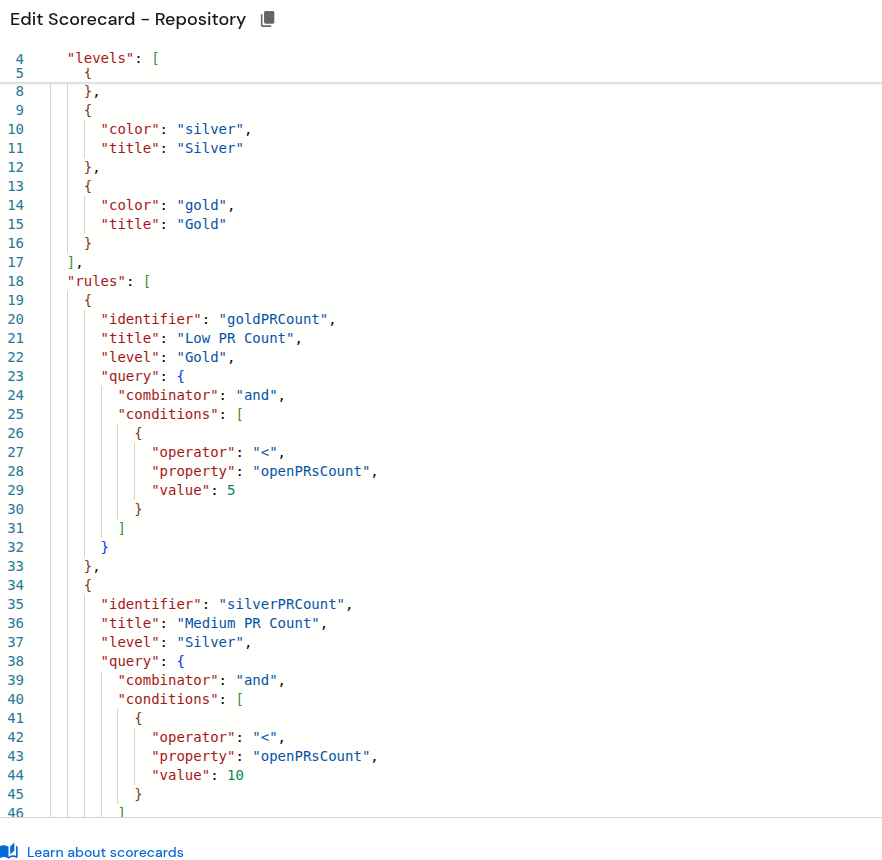 Edit Scorecard - Repository
4 "levels": [
5 {
8 },
9 {
10 "color": "silver",
11 "title": "Silver"
12 },
13 {
14 "color": "gold",
15 "title": "Gold"
16 }
17 ],
18 "rules": [
19 {
20 "identifier": "goldPRCount",
21 "title": "Low PR Count",
22 "level": "Gold",
23 "query": {
24 "combinator": "and",
25 "conditions": [
26 {
27 "operator": "<",
28 "property": "openPRsCount",
29 "value": 5
30 }
31 ]
32 }
33 },
34 {
35 "identifier": "silverPRCount",
36 "title": "Medium PR Count",
37 "level": "Silver",
38 "query": {
39 "combinator": "and",
40 "conditions": [
41 {
42 "operator": "<",
43 "property": "openPRsCount",
44 "value": 10
45 }
46 ]
Learn about scorecards